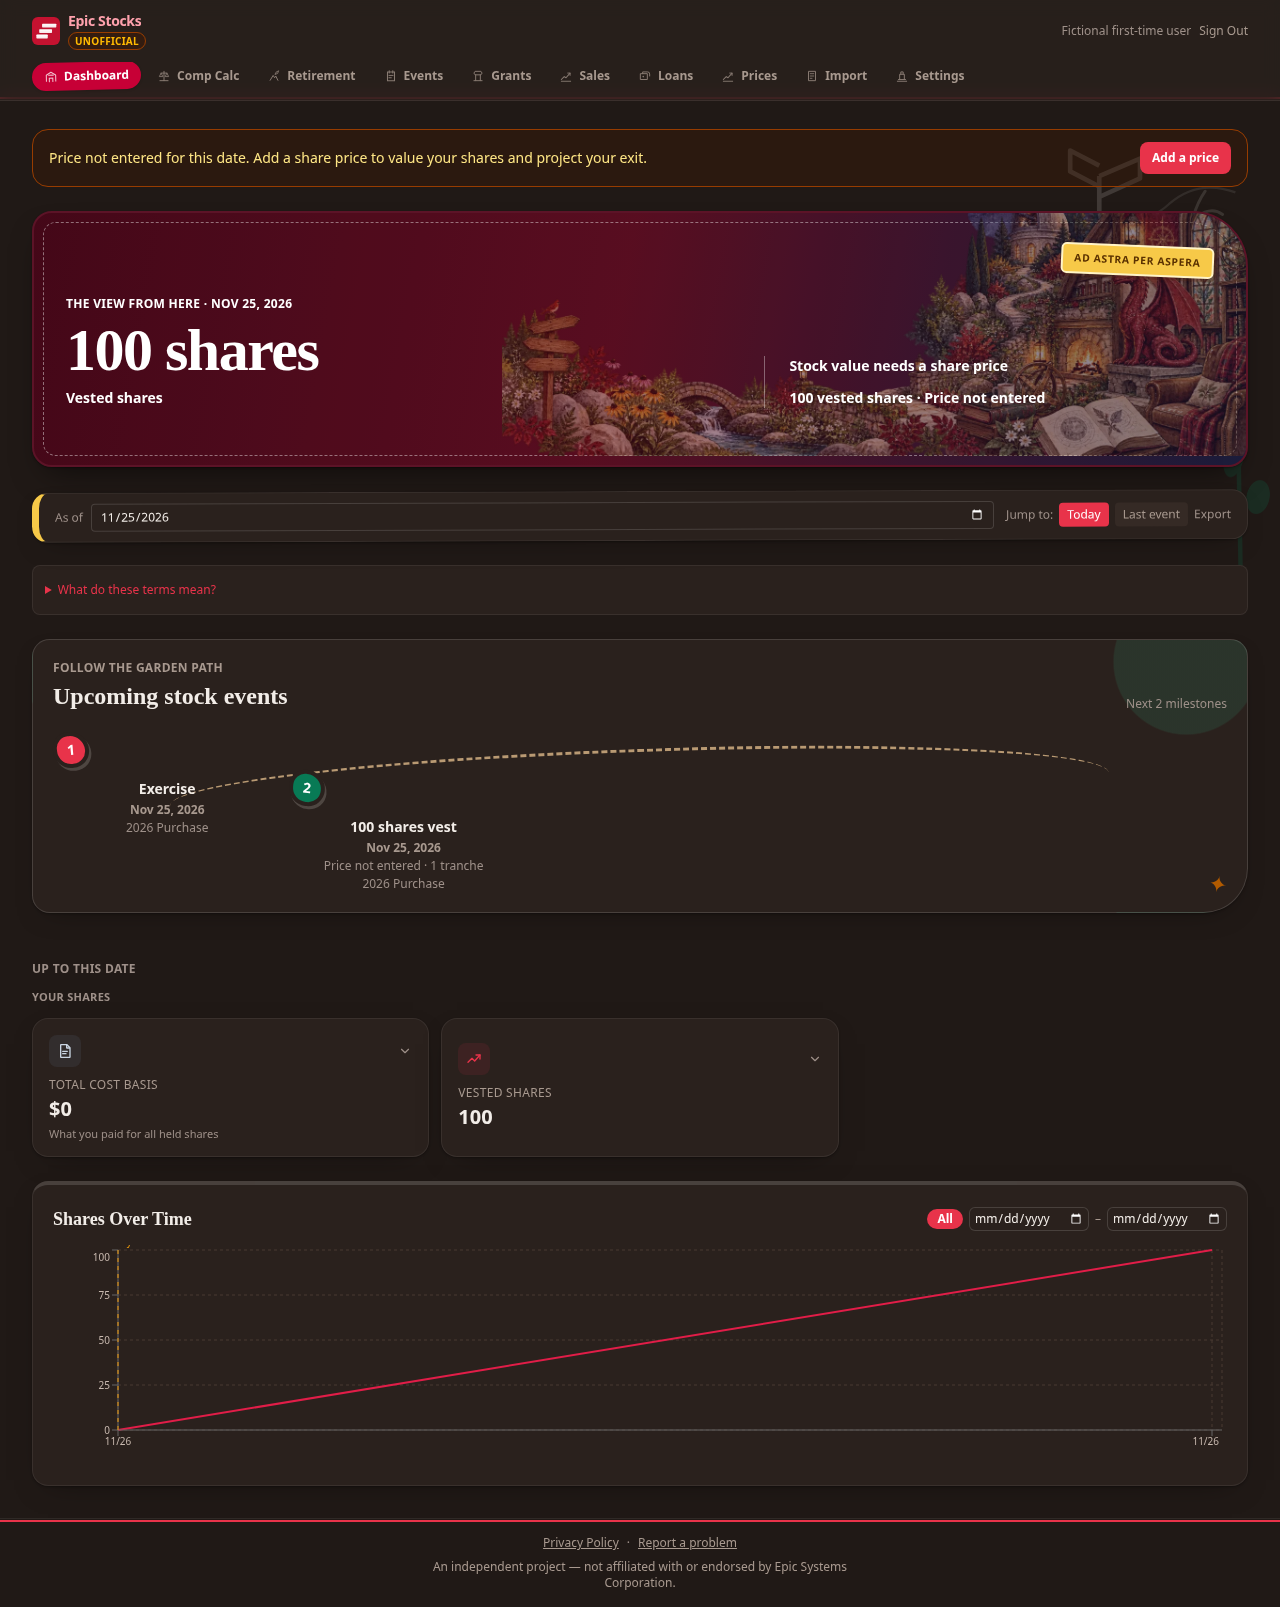 Epic Stocks
UNOFFICIAL
Fictional first-time user Sign Out
Dashboard Comp Calc Retirement Events Grants Sales Loans Prices Import Settings
Price not entered for this date. Add a share price to value your shares and project your exit.
Add a price
AD ASTRA PER ASPERA
THE VIEW FROM HERE · NOV 25, 2026
100 shares
Vested shares
Stock value needs a share price
100 vested shares · Price not entered
As of 11/25/2026 Jump to: Today Last event Export
What do these terms mean?
FOLLOW THE GARDEN PATH
Upcoming stock events
Next 2 milestones
1
Exercise
Nov 25, 2026
2026 Purchase
2
100 shares vest
Nov 25, 2026
Price not entered · 1 tranche
2026 Purchase
UP TO THIS DATE
YOUR SHARES
TOTAL COST BASIS
$0
What you paid for all held shares
VESTED SHARES
100
Shares Over Time
All mm/dd/yyyy – mm/dd/yyyy
100
75
50
25
0
11/26 11/26
Privacy Policy · Report a problem
An independent project — not affiliated with or endorsed by Epic Systems
Corporation.